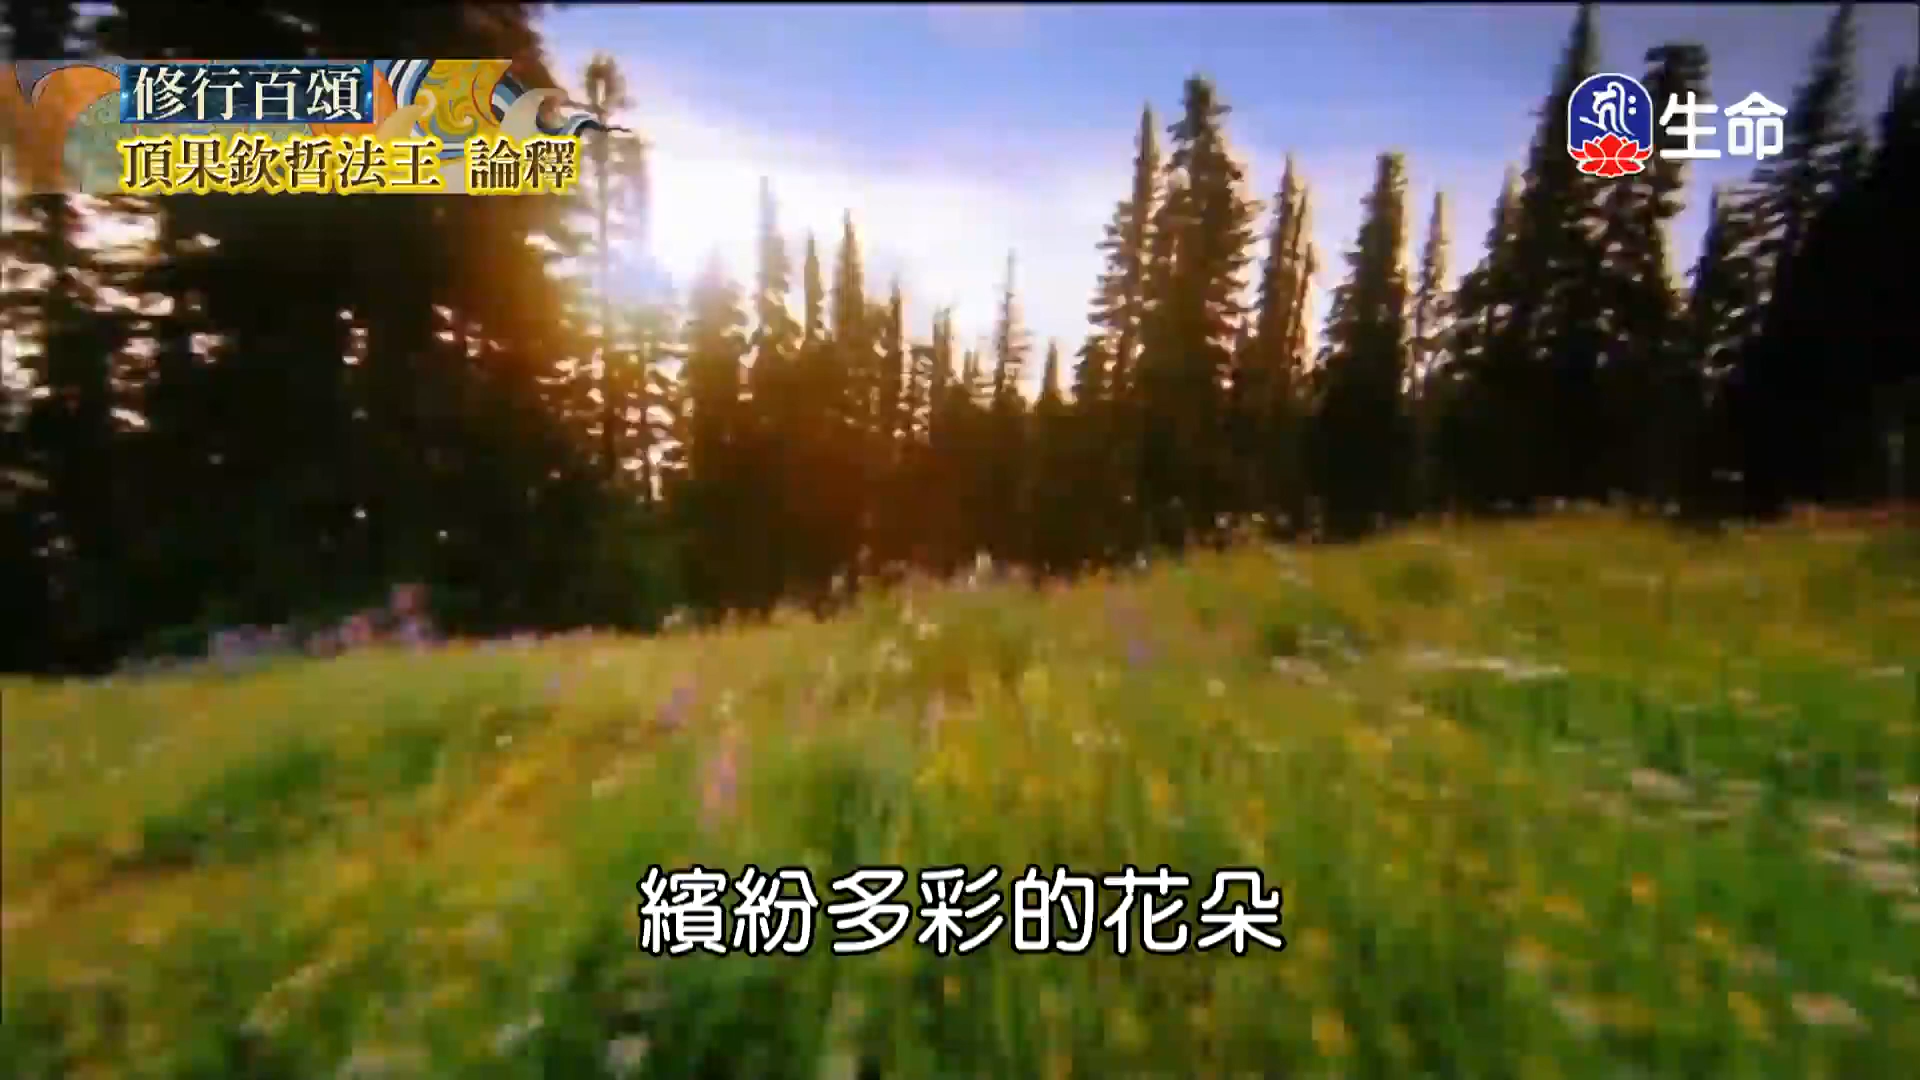 修行百頌
頂果欽哲法王 論釋
生命
繽紛多彩的花朵